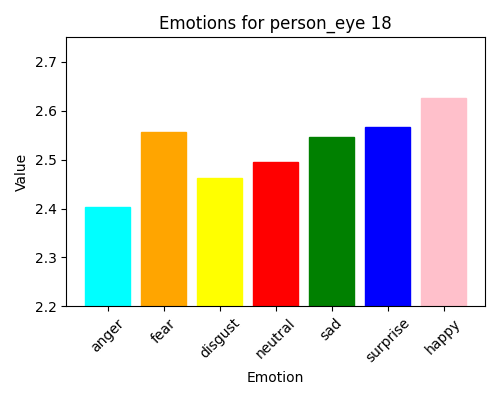 Emotions for person_eye 18
Value
2.7
2.6
2.5
2.4
2.3
2.2
anger
fear
disgust
neutral
sad
surprise
happy
Emotion